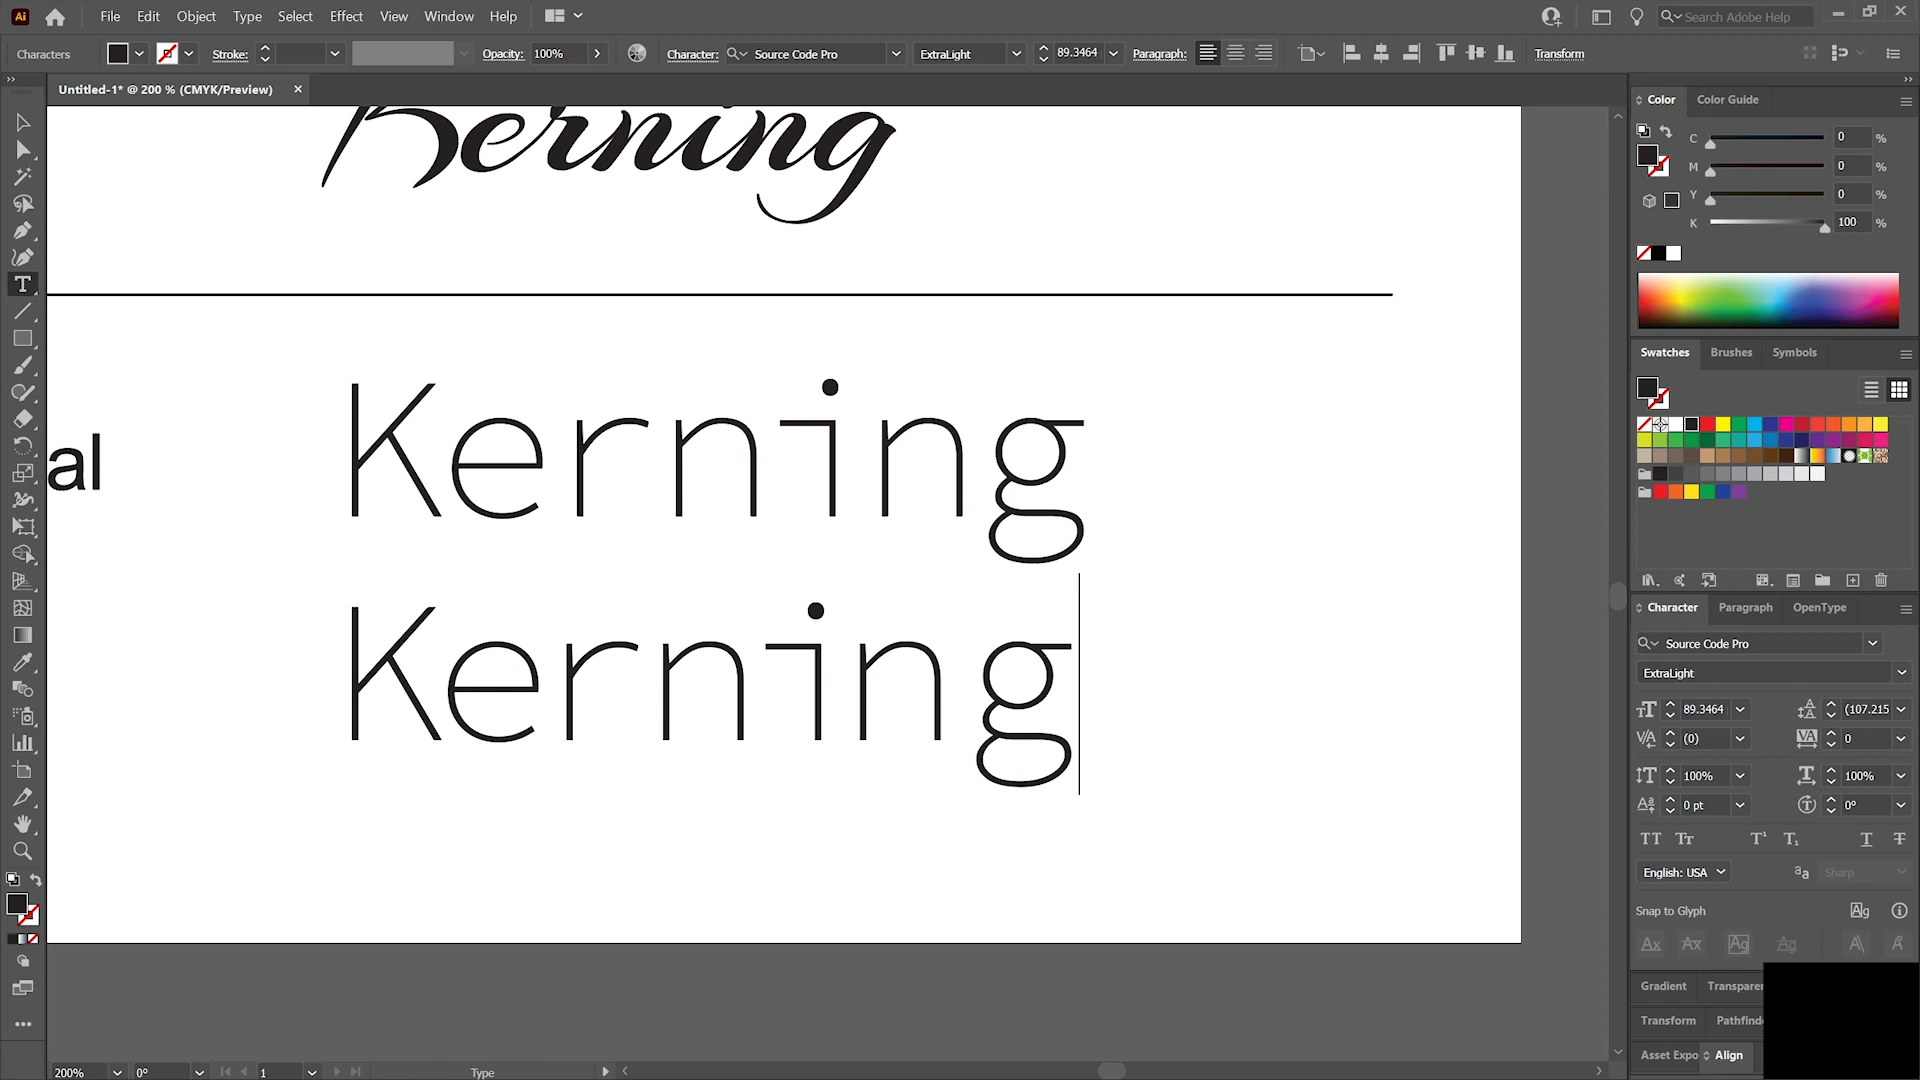 Ai File Edit Object Type Select Effect View Window Help Search Adobe Help
Characters Stroke: Opacity: 100% Character: Source Code Pro ExtraLight 89.3464 Paragraph: Transform
Untitled-1* @ 200 % (CMYK/Preview)
Color Color Guide
C 0 %
M 0 %
Y 0 %
K 100 %
Kerning
Swatches Brushes Symbols
Kerning
al
Kerning
Character Paragraph OpenType
Source Code Pro
ExtraLight
89.3464 (107.215
(0) 0
100% 100%
0 pt 0°
English: USA Sharp
Snap to Glyph
Gradient Transparen
Transform Pathfind
Asset Expo Align
200% 0° 1 Type